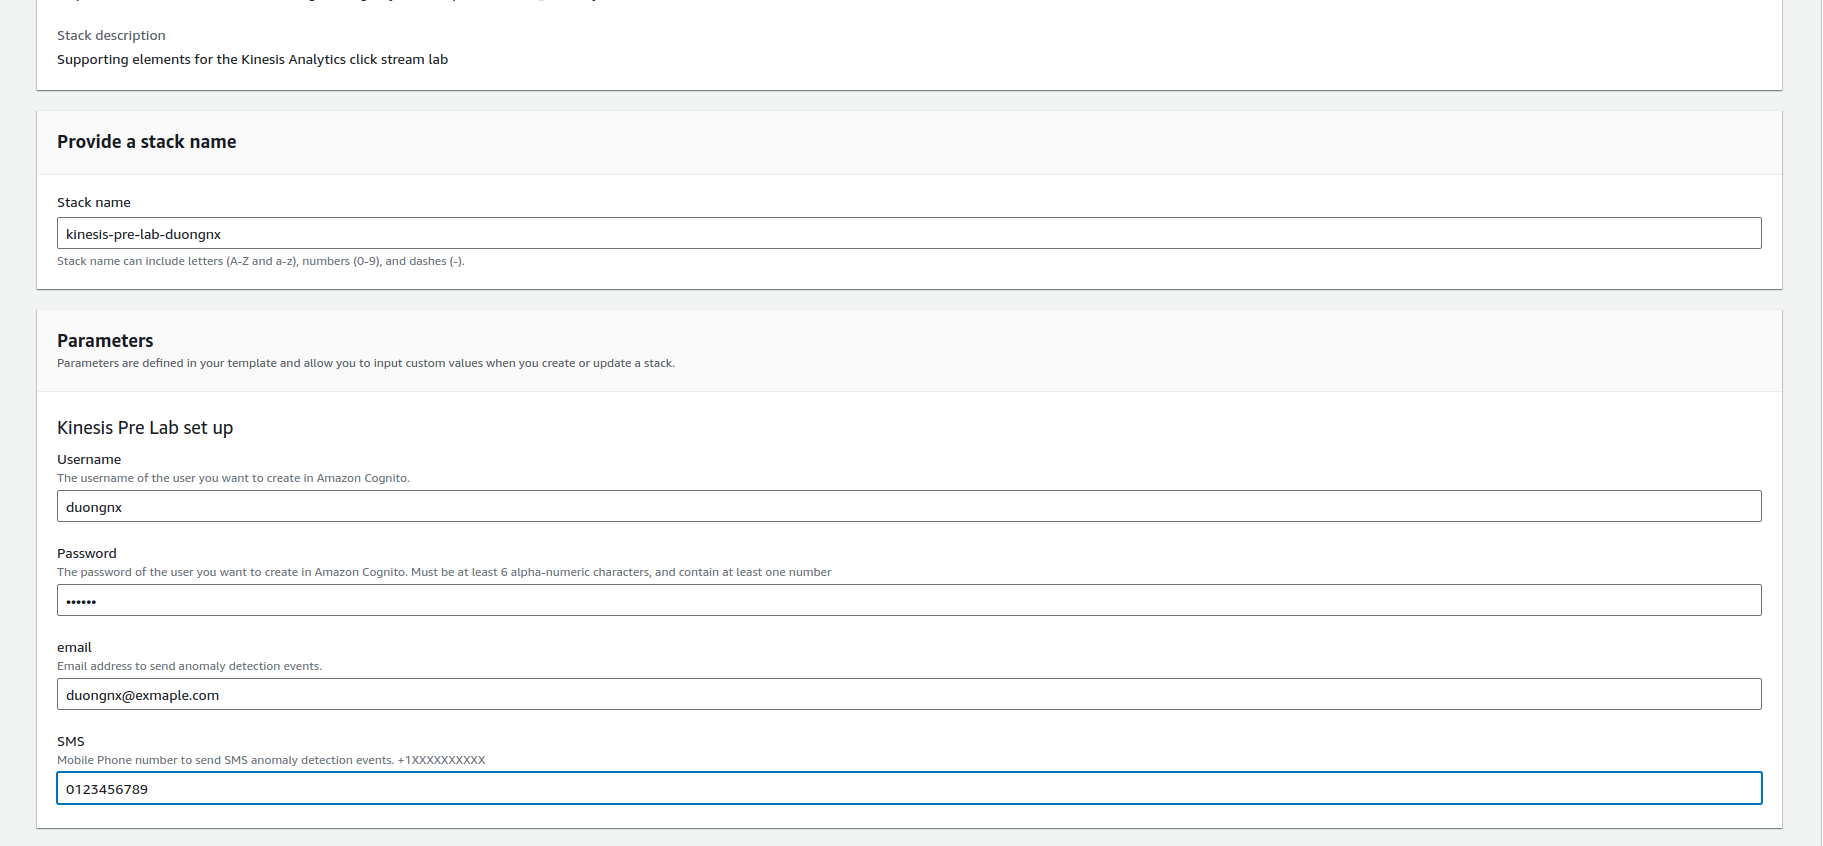 Stack description
Supporting elements for the Kinesis Analytics click stream lab
Provide a stack name
Stack name
kinesis-pre-lab-duongnx
Stack name can include letters (A-Z and a-z), numbers (0-9), and dashes (-).
Parameters
Parameters are defined in your template and allow you to input custom values when you create or update a stack.
Kinesis Pre Lab set up
Username
The username of the user you want to create in Amazon Cognito.
duongnx
Password
The password of the user you want to create in Amazon Cognito. Must be at least 6 alpha-numeric characters, and contain at least one number
••••••
email
Email address to send anomaly detection events.
duongnx@exmaple.com
SMS
Mobile Phone number to send SMS anomaly detection events. +1XXXXXXXXXX
0123456789